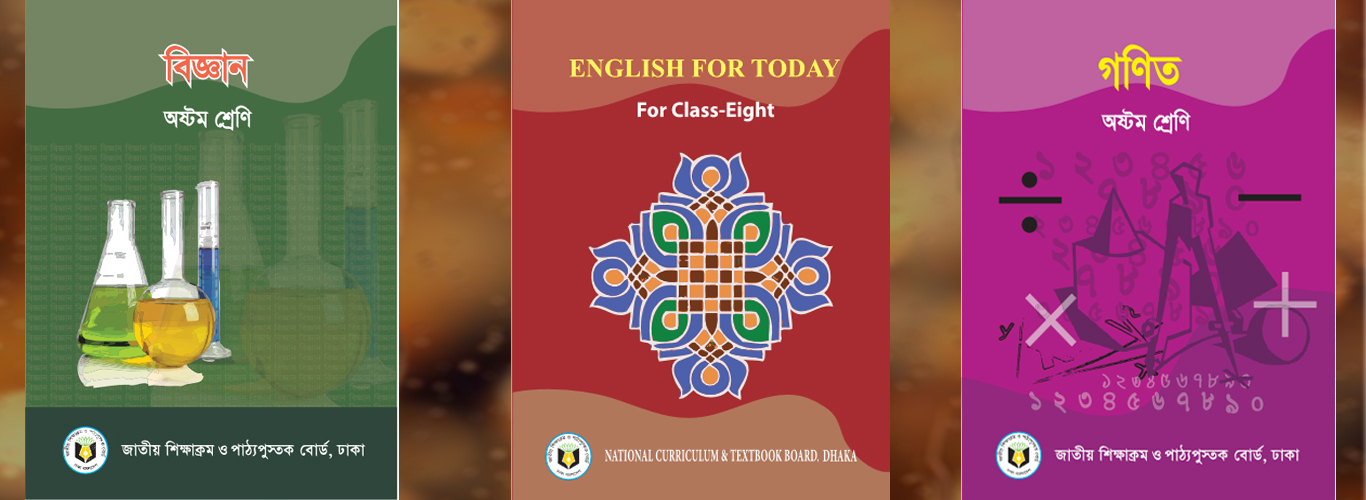 বিজ্ঞান
অষ্টম শ্রেণি
জাতীয় শিক্ষাক্রম ও পাঠ্যপুস্তক বোর্ড, ঢাকা
ENGLISH FOR TODAY
For Class-Eight
NATIONAL CURRICULUM & TEXTBOOK BOARD, DHAKA
গণিত
অষ্টম শ্রেণি
÷
−
×
+
১২৩৪৫৬৭৮৯০
১২৩৪৫৬৭৮৯০
জাতীয় শিক্ষাক্রম ও পাঠ্যপুস্তক বোর্ড, ঢাকা